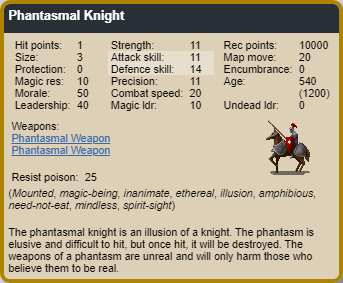 Phantasmal Knight
Hit points: 1 Strength: 11 Rec points: 10000
Size: 3 Attack skill: 11 Map move: 20
Protection: 0 Defence skill: 14 Encumbrance: 0
Magic res: 10 Precision: 11 Age: 540
Morale: 50 Combat speed: 20 (1200)
Leadership: 40 Magic ldr: 10 Undead ldr: 0
Weapons:
Phantasmal Weapon
Phantasmal Weapon
Resist poison: 25
(Mounted, magic-being, inanimate, ethereal, illusion, amphibious,
need-not-eat, mindless, spirit-sight)
The phantasmal knight is an illusion of a knight. The phantasm is
elusive and difficult to hit, but once hit, it will be destroyed. The
weapons of a phantasm are unreal and will only harm those who
believe them to be real.